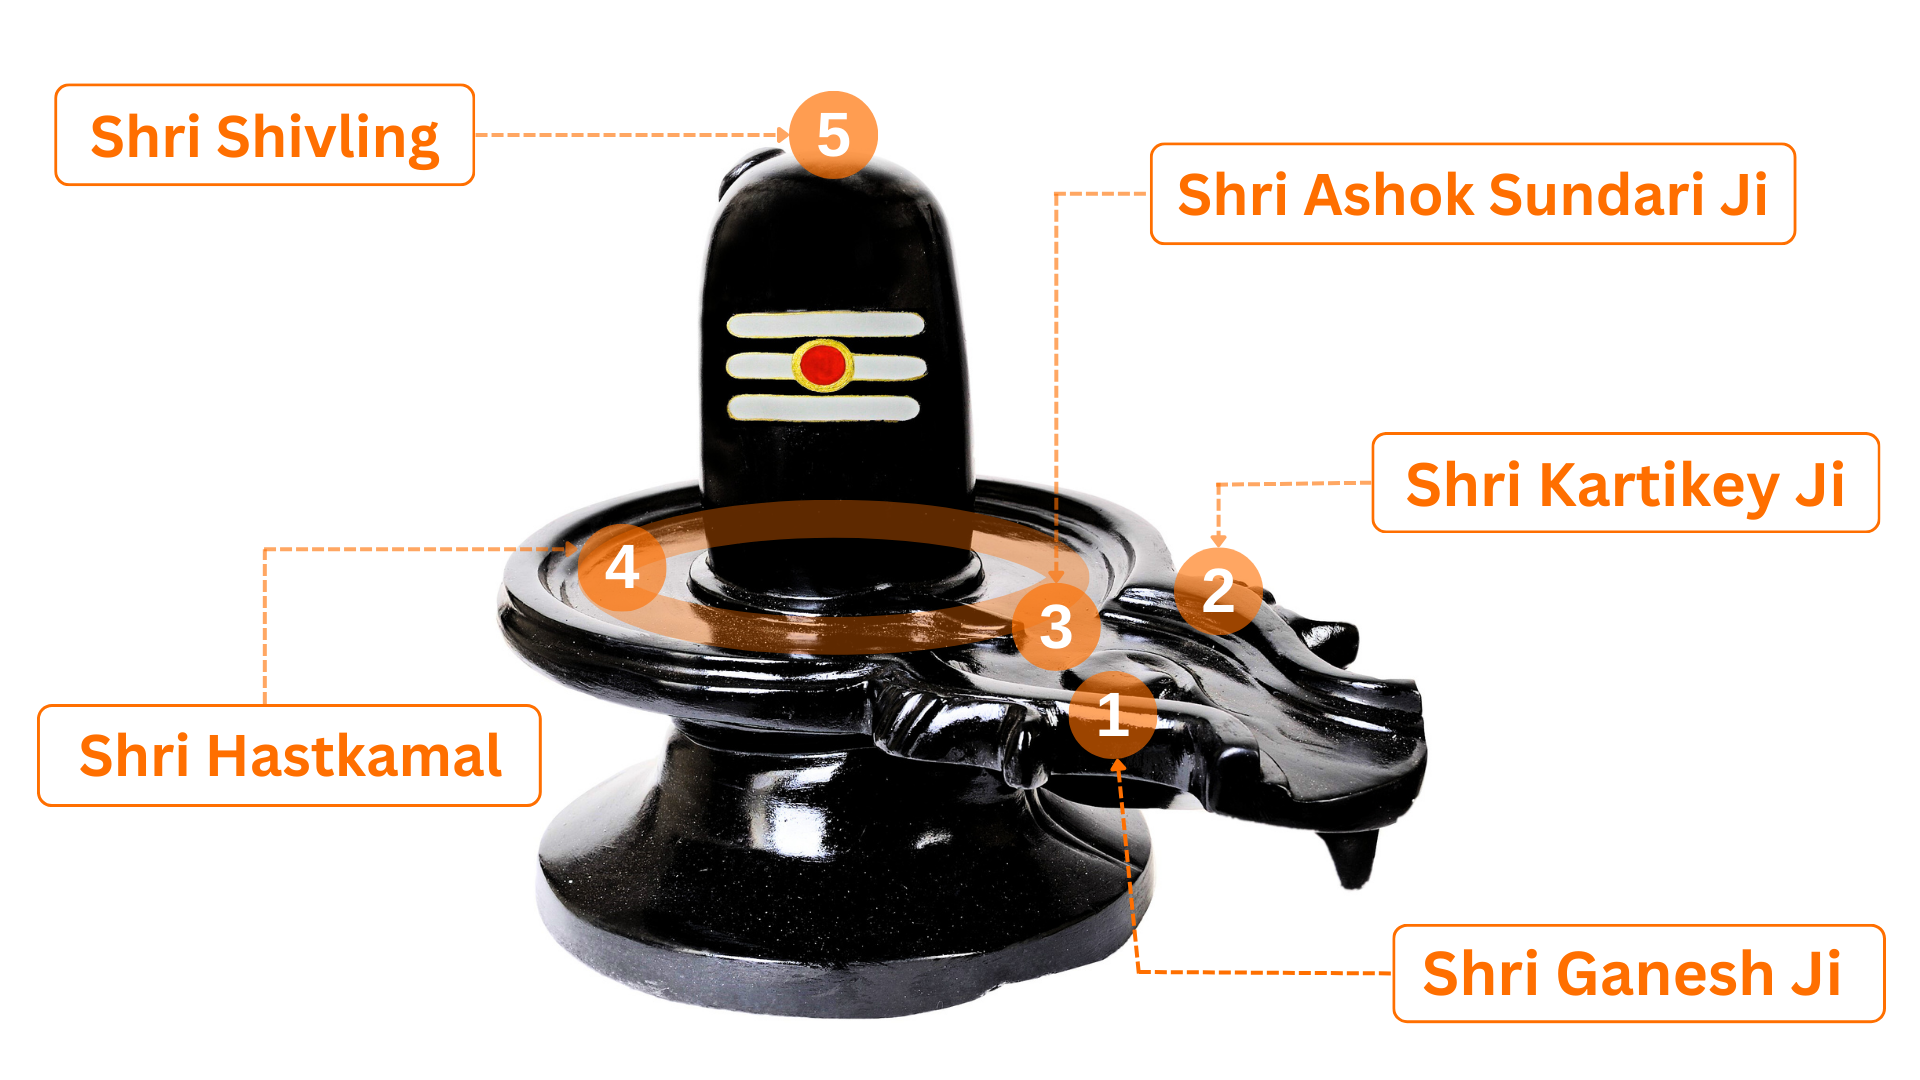 Shri Shivling
5
Shri Ashok Sundari Ji
Shri Kartikey Ji
4
2
3
1
Shri Hastkamal
Shri Ganesh Ji